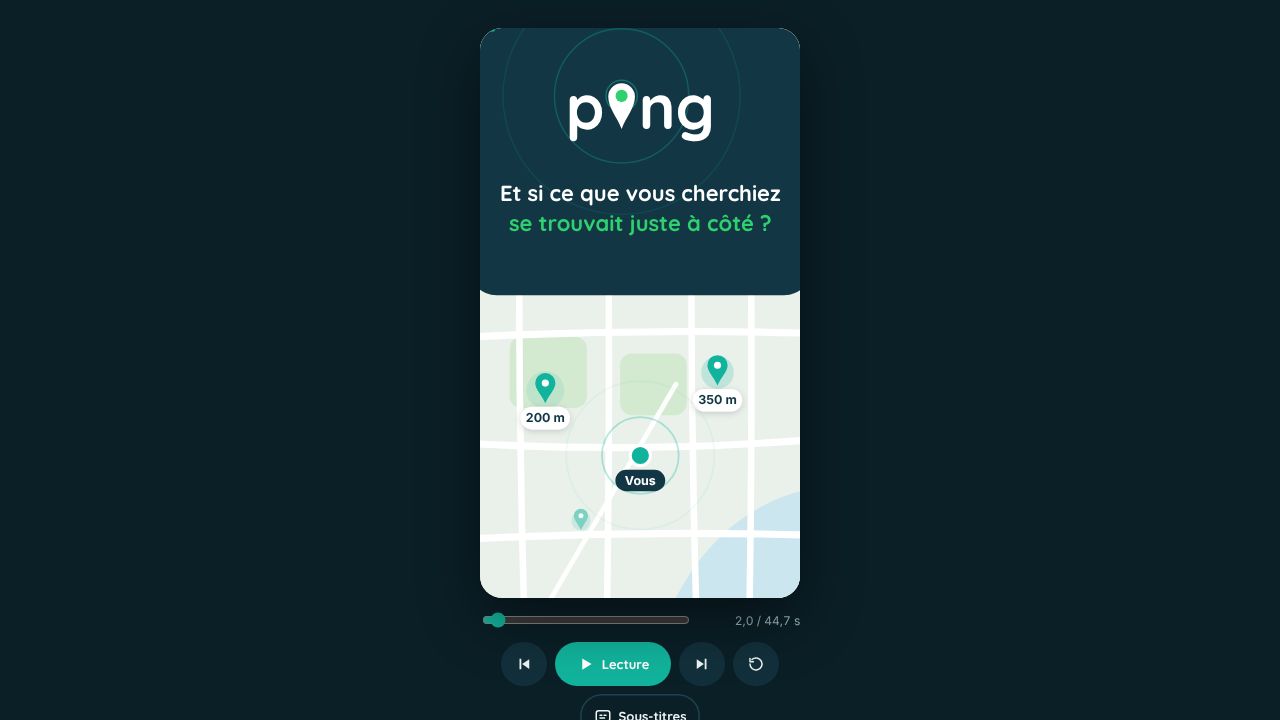 ping
Et si ce que vous cherchiez
se trouvait juste à côté ?
350 m
200 m
Vous
2,0 / 44,7 s
Lecture
Sous-titres